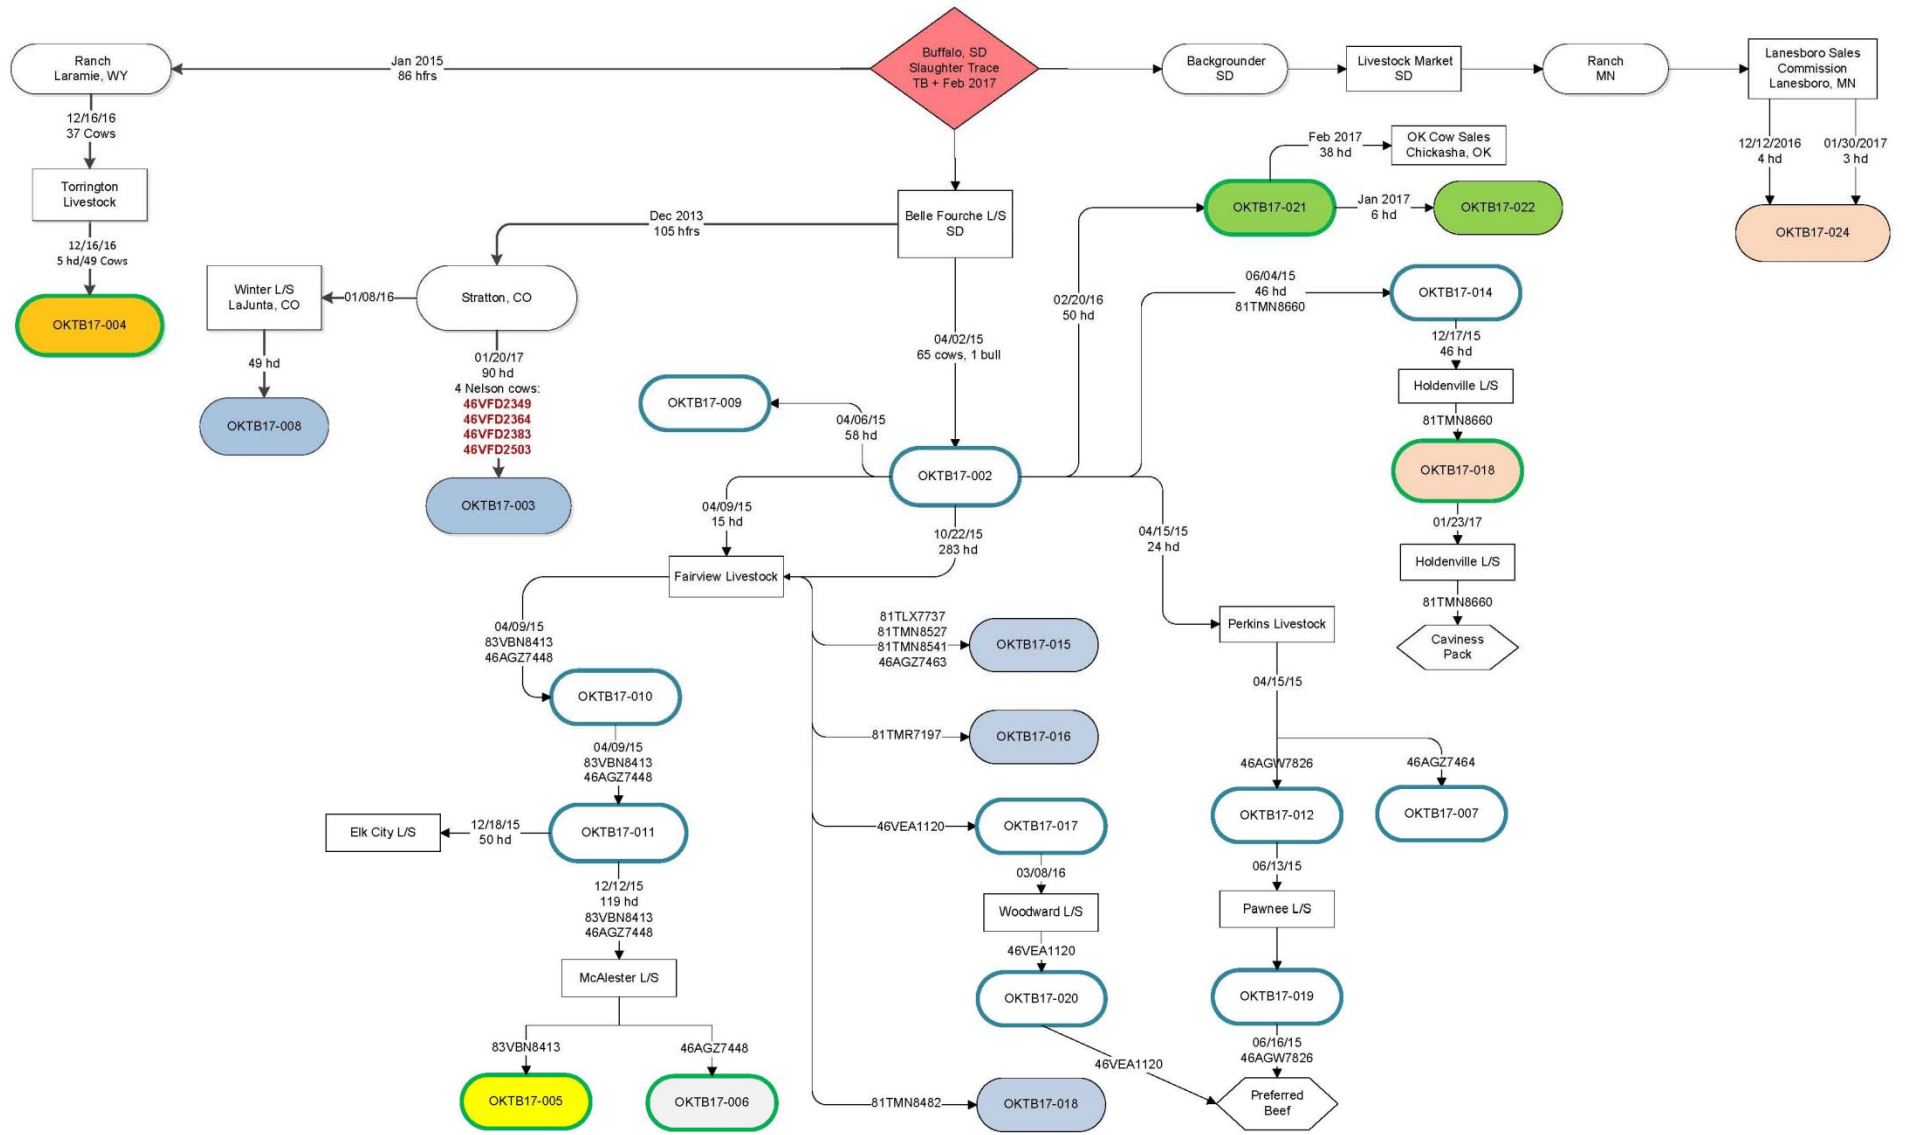 Ranch
Laramie, WY
Jan 2015
86 hfrs
Buffalo, SD
Slaughter Trace
TB + Feb 2017
Backgrounder
SD
Livestock Market
SD
Ranch
MN
Lanesboro Sales
Commission
Lanesboro, MN
12/16/16
37 Cows
Torrington
Livestock
12/16/16
5 hd/49 Cows
OKTB17-004
Dec 2013
105 hfrs
Belle Fourche L/S
SD
Feb 2017
38 hd
OK Cow Sales
Chickasha, OK
12/12/2016
4 hd
01/30/2017
3 hd
OKTB17-021
Jan 2017
6 hd
OKTB17-022
OKTB17-024
Winter L/S
LaJunta, CO
01/08/16
Stratton, CO
49 hd
OKTB17-008
01/20/17
90 hd
4 Nelson cows:
46VFD2349
46VFD2364
46VFD2383
46VFD2503
OKTB17-003
04/02/15
65 cows, 1 bull
02/20/16
50 hd
06/04/15
46 hd
81TMN8660
OKTB17-014
12/17/15
46 hd
Holdenville L/S
81TMN8660
OKTB17-018
01/23/17
Holdenville L/S
81TMN8660
Caviness
Pack
OKTB17-009
04/06/15
58 hd
OKTB17-002
04/09/15
15 hd
10/22/15
283 hd
04/15/15
24 hd
Fairview Livestock
04/09/15
83VBN8413
46AGZ7448
OKTB17-010
04/09/15
83VBN8413
46AGZ7448
Elk City L/S
12/18/15
50 hd
OKTB17-011
12/12/15
119 hd
83VBN8413
46AGZ7448
McAlester L/S
83VBN8413
46AGZ7448
OKTB17-005
OKTB17-006
81TLX7737
81TMN8527
81TMN8541
46AGZ7463
OKTB17-015
81TMR7197
OKTB17-016
46VEA1120
OKTB17-017
03/08/16
Woodward L/S
46VEA1120
OKTB17-020
46VEA1120
81TMN8482
OKTB17-018
Perkins Livestock
04/15/15
46AGW7826
46AGZ7464
OKTB17-012
OKTB17-007
06/13/15
Pawnee L/S
OKTB17-019
06/16/15
46AGW7826
Preferred
Beef